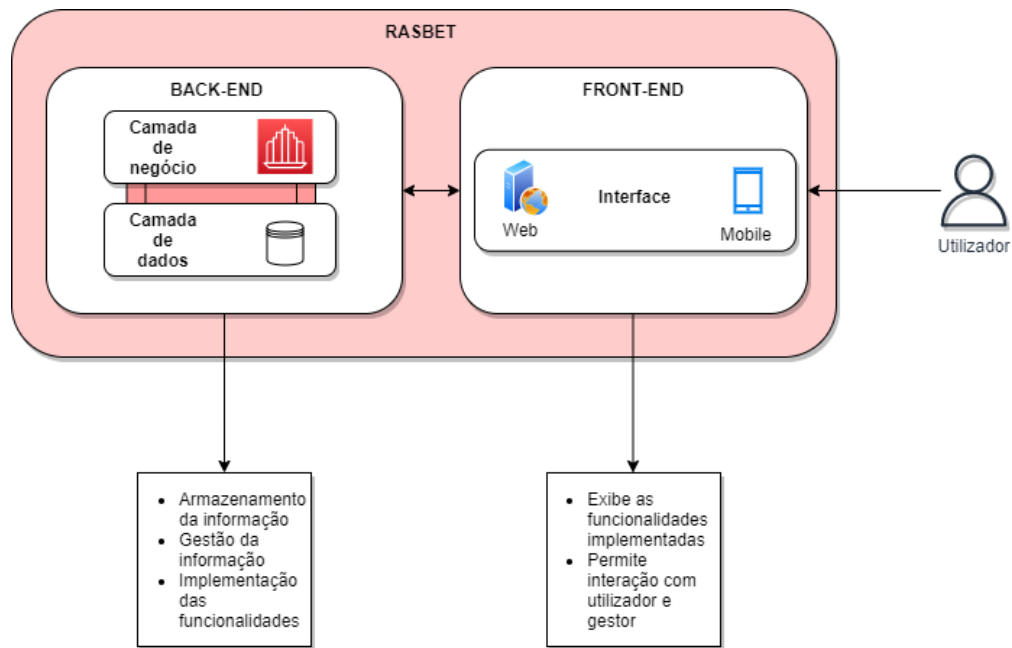 RASBET
BACK-END
Camada
de
negócio
Camada
de
dados
FRONT-END
Interface
Web
Mobile
Utilizador
• Armazenamento
da informação
• Gestão da
informação
• Implementação
das
funcionalidades
• Exibe as
funcionalidades
implementadas
• Permite
interação com
utilizador e
gestor